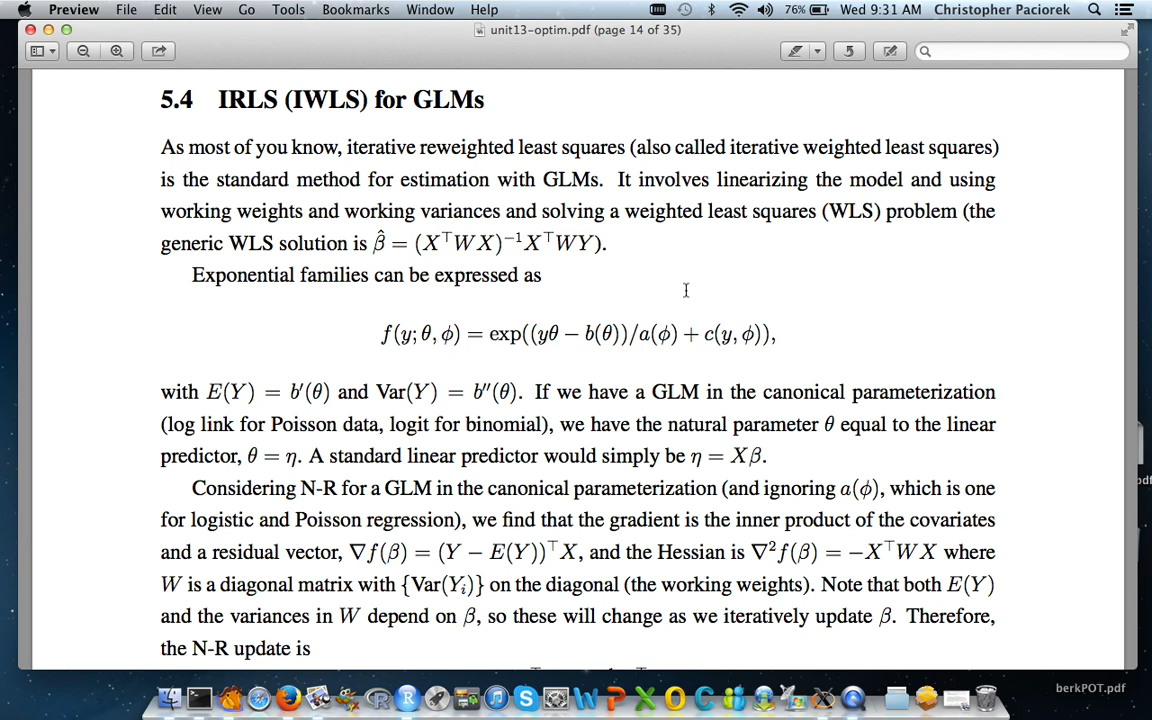 Preview File Edit View Go Tools Bookmarks Window Help 76% Wed 9:31 AM Christopher Paciorek
unit13-optim.pdf (page 14 of 35)
5.4 IRLS (IWLS) for GLMs
As most of you know, iterative reweighted least squares (also called iterative weighted least squares)
is the standard method for estimation with GLMs. It involves linearizing the model and using
working weights and working variances and solving a weighted least squares (WLS) problem (the
generic WLS solution is β̂ = (X⊤WX)⁻¹X⊤WY).
Exponential families can be expressed as
f(y; θ, φ) = exp((yθ − b(θ))/a(φ) + c(y, φ)),
with E(Y) = b′(θ) and Var(Y) = b″(θ). If we have a GLM in the canonical parameterization
(log link for Poisson data, logit for binomial), we have the natural parameter θ equal to the linear
predictor, θ = η. A standard linear predictor would simply be η = Xβ.
Considering N-R for a GLM in the canonical parameterization (and ignoring a(φ), which is one
for logistic and Poisson regression), we find that the gradient is the inner product of the covariates
and a residual vector, ∇f(β) = (Y − E(Y))⊤X, and the Hessian is ∇²f(β) = −X⊤WX where
W is a diagonal matrix with {Var(Yᵢ)} on the diagonal (the working weights). Note that both E(Y)
and the variances in W depend on β, so these will change as we iteratively update β. Therefore,
the N-R update is
berkPOT.pdf